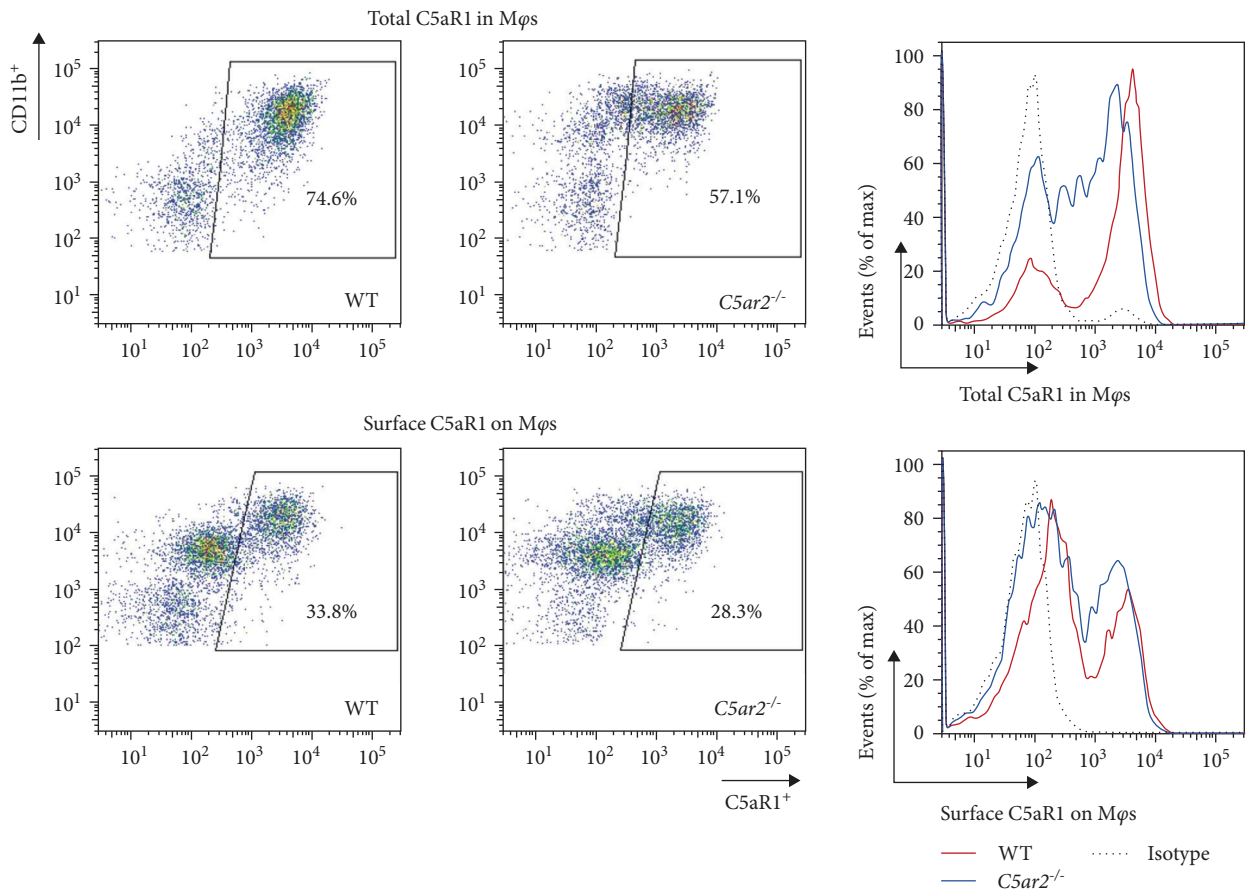 Total C5aR1 in Mφs
CD11b⁺
10⁵
10⁴
10³
10²
10¹
74.6%
WT
10¹ 10² 10³ 10⁴ 10⁵
10⁵
10⁴
10³
10²
10¹
57.1%
C5ar2⁻/⁻
10¹ 10² 10³ 10⁴ 10⁵
Events (% of max)
100
80
60
40
20
0
10¹ 10² 10³ 10⁴ 10⁵
Total C5aR1 in Mφs
Surface C5aR1 on Mφs
10⁵
10⁴
10³
10²
10¹
33.8%
WT
10¹ 10² 10³ 10⁴ 10⁵
10⁵
10⁴
10³
10²
10¹
28.3%
C5ar2⁻/⁻
10¹ 10² 10³ 10⁴ 10⁵
C5aR1⁺
Events (% of max)
100
80
60
40
20
0
10¹ 10² 10³ 10⁴ 10⁵
Surface C5aR1 on Mφs
WT Isotype
C5ar2⁻/⁻